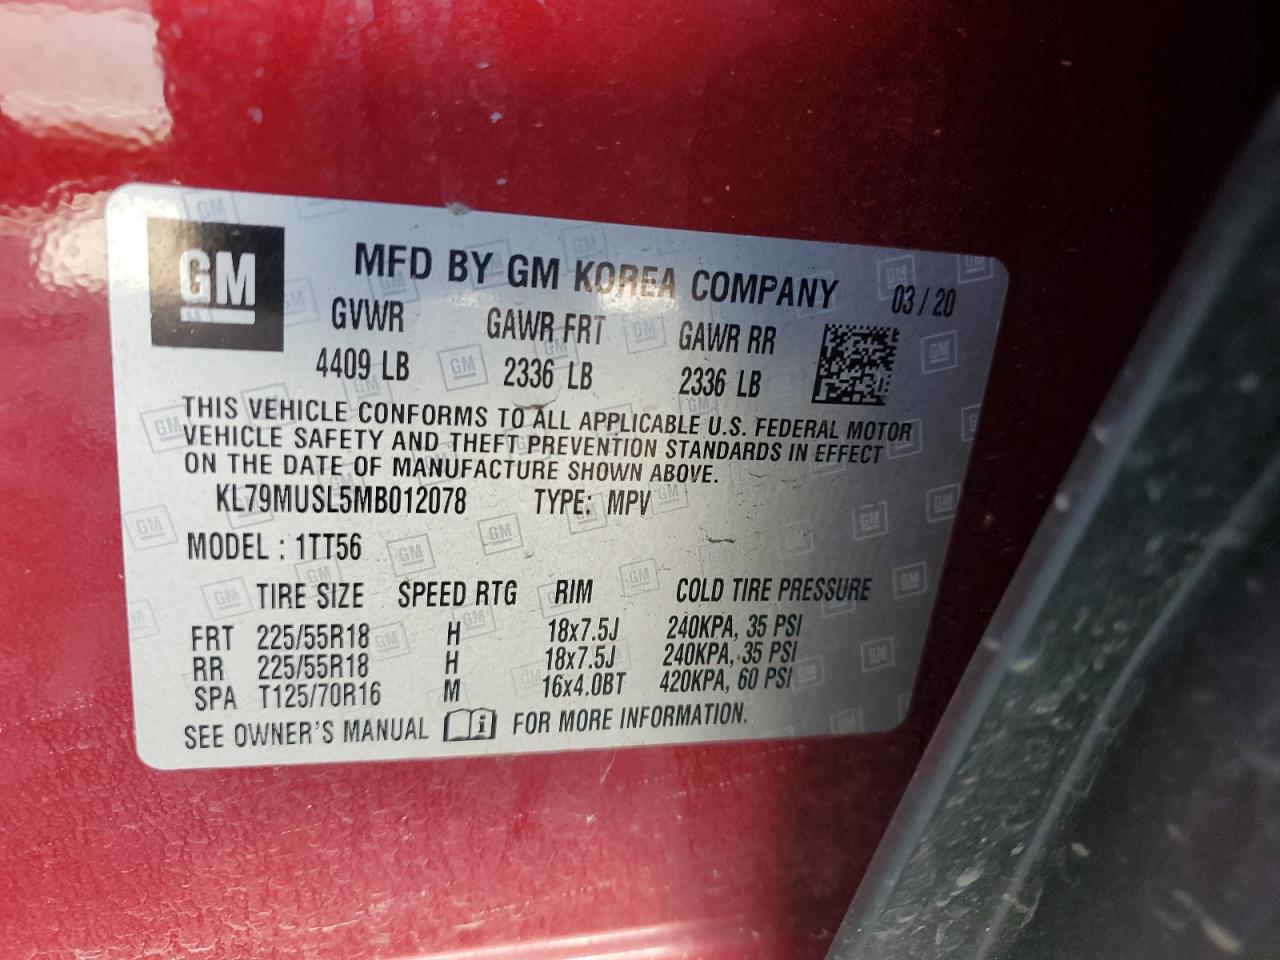 GM
MFD BY GM KOREA COMPANY 03/20
GVWR GAWR FRT GAWR RR
4409 LB 2336 LB 2336 LB
THIS VEHICLE CONFORMS TO ALL APPLICABLE U.S. FEDERAL MOTOR
VEHICLE SAFETY AND THEFT PREVENTION STANDARDS IN EFFECT
ON THE DATE OF MANUFACTURE SHOWN ABOVE.
KL79MUSL5MB012078 TYPE: MPV
MODEL : 1TT56
TIRE SIZE SPEED RTG RIM COLD TIRE PRESSURE
FRT 225/55R18 H 18x7.5J 240KPA, 35 PSI
RR 225/55R18 H 18x7.5J 240KPA, 35 PSI
SPA T125/70R16 M 16x4.0BT 420KPA, 60 PSI
SEE OWNER'S MANUAL FOR MORE INFORMATION.